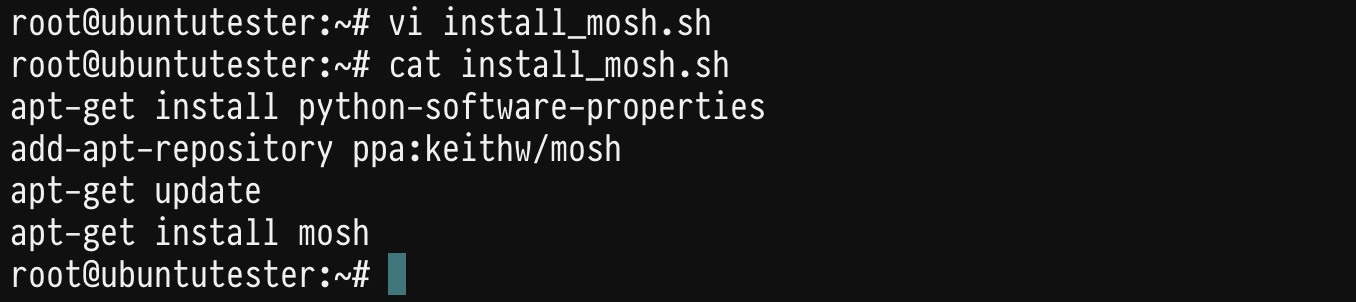 root@ubuntutester:~# vi install_mosh.sh
root@ubuntutester:~# cat install_mosh.sh
apt-get install python-software-properties
add-apt-repository ppa:keithw/mosh
apt-get update
apt-get install mosh
root@ubuntutester:~#